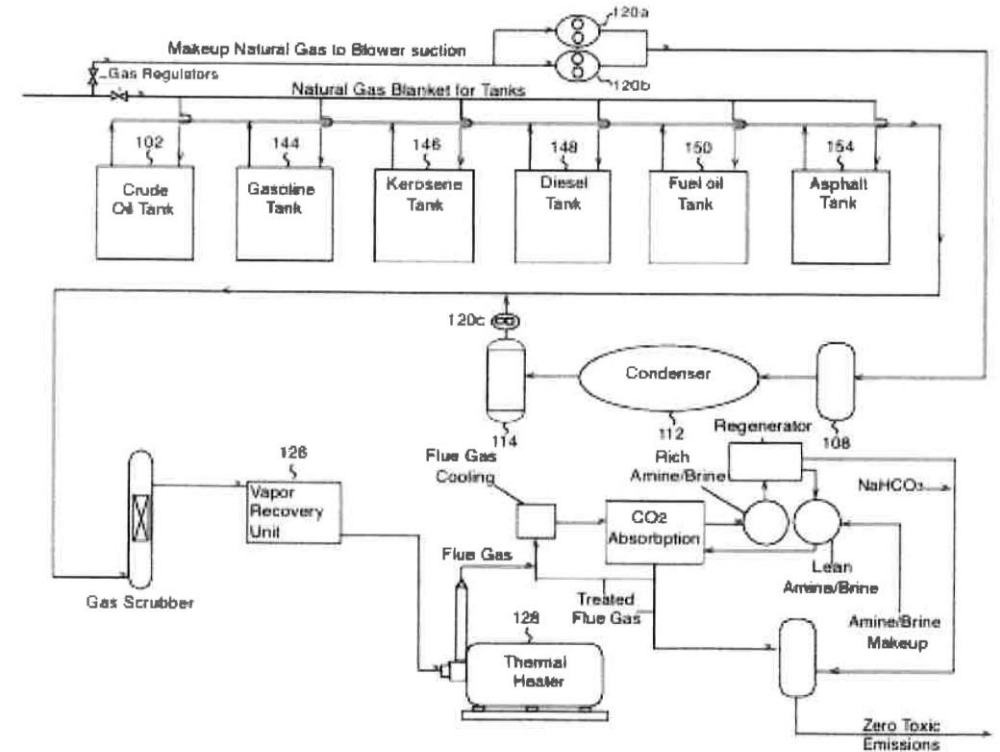 120a
Makeup Natural Gas to Blower suction
Gas Regulators
120b
Natural Gas Blanket for Tanks
102
144
146
148
150
154
Crude
Oil Tank
Gasoline
Tank
Kerosene
Tank
Diesel
Tank
Fuel oil
Tank
Asphalt
Tank
120c
Condenser
114
112
108
Regenerator
Flue Gas
Cooling
Rich
Amine/Brine
NaHCO3
126
Vapor
Recovery
Unit
CO2
Absorbption
Flue Gas
Lean
Amine/Brine
Gas Scrubber
Treated
Flue Gas
128
Amine/Brine
Makeup
Thermal
Heater
Zero Toxic
Emissions